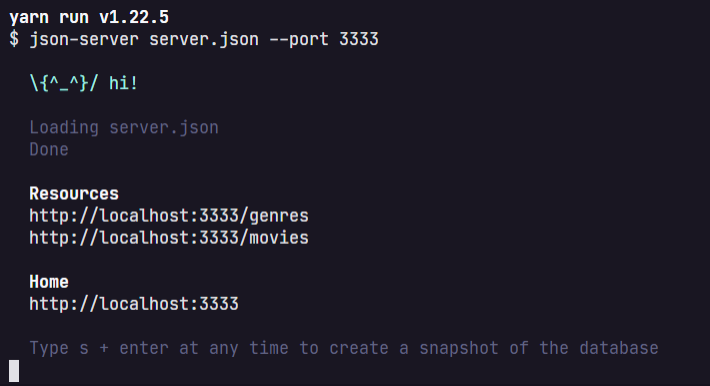 yarn run v1.22.5
$ json-server server.json --port 3333
\{^_^}/ hi!
Loading server.json
Done
Resources
http://localhost:3333/genres
http://localhost:3333/movies
Home
http://localhost:3333
Type s + enter at any time to create a snapshot of the database